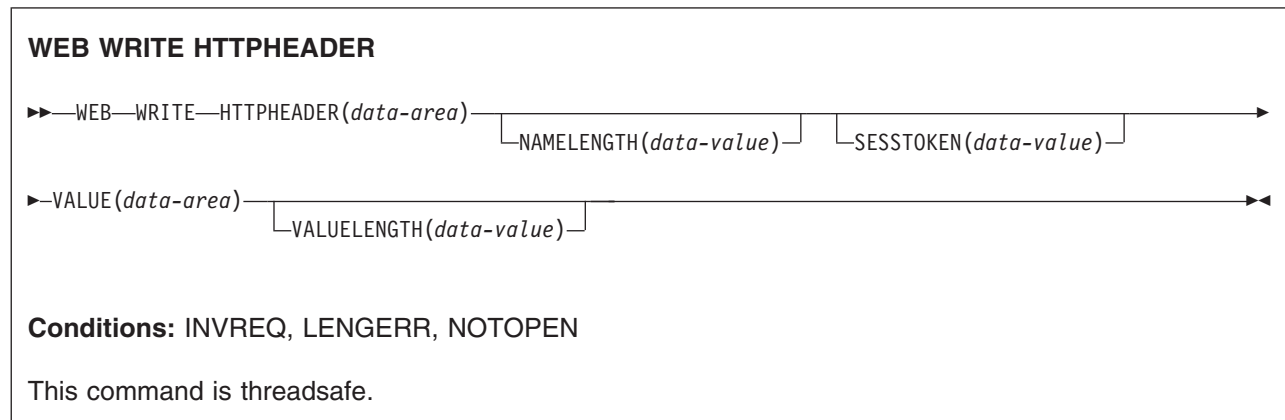 WEB WRITE HTTPHEADER
WEB WRITE HTTPHEADER(data-area)
NAMELENGTH(data-value) SESSTOKEN(data-value)
VALUE(data-area)
VALUELENGTH(data-value)
Conditions: INVREQ, LENGERR, NOTOPEN
This command is threadsafe.